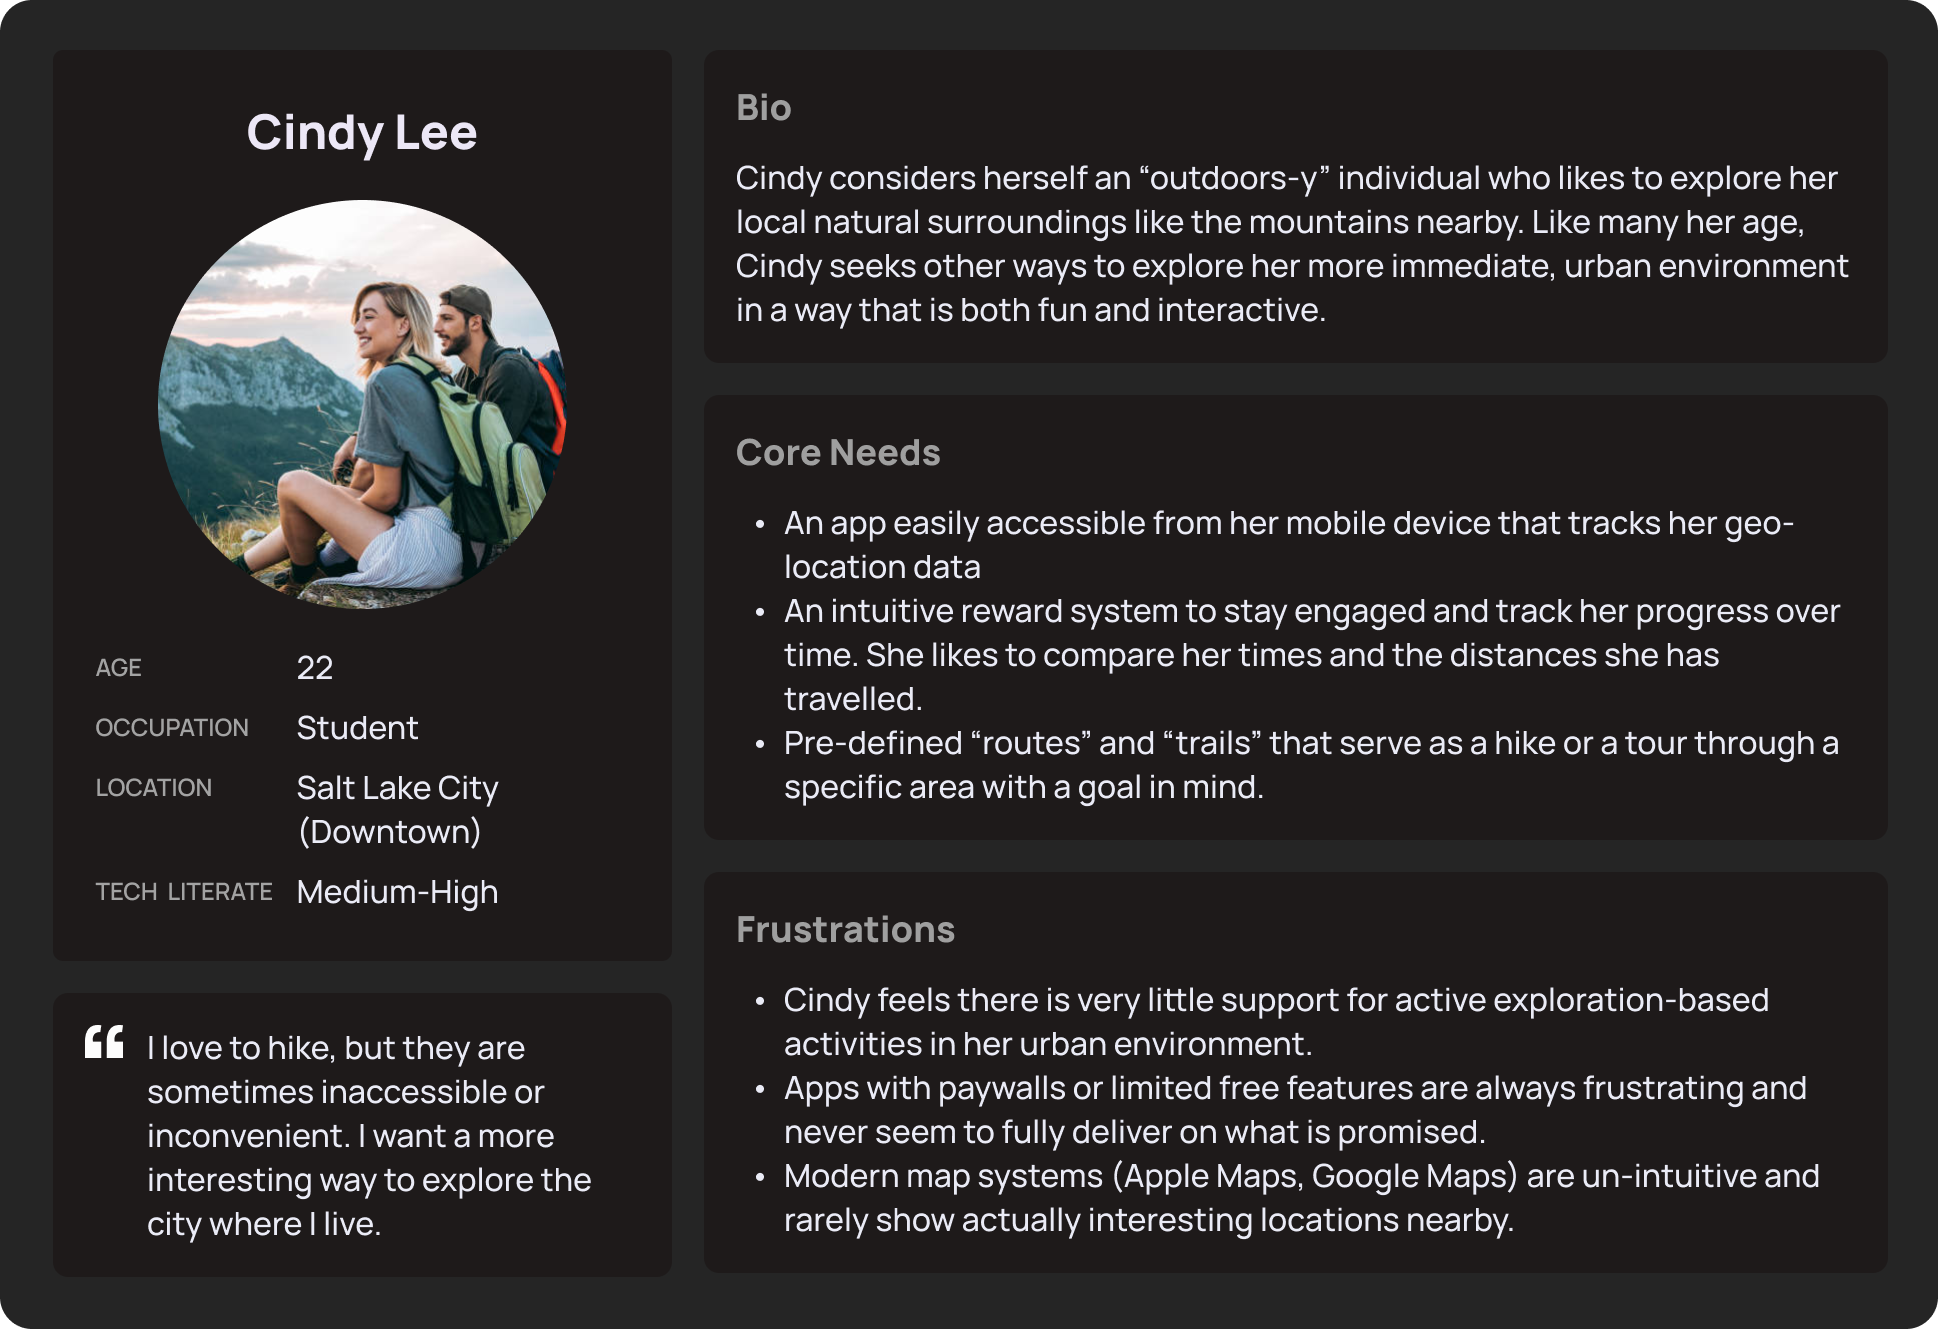 Cindy Lee
AGE 22
OCCUPATION Student
LOCATION Salt Lake City
(Downtown)
TECH LITERATE Medium-High
“ I love to hike, but they are
sometimes inaccessible or
inconvenient. I want a more
interesting way to explore the
city where I live.
Bio
Cindy considers herself an “outdoors-y” individual who likes to explore her
local natural surroundings like the mountains nearby. Like many her age,
Cindy seeks other ways to explore her more immediate, urban environment
in a way that is both fun and interactive.
Core Needs
• An app easily accessible from her mobile device that tracks her geo-
location data
• An intuitive reward system to stay engaged and track her progress over
time. She likes to compare her times and the distances she has
travelled.
• Pre-defined “routes” and “trails” that serve as a hike or a tour through a
specific area with a goal in mind.
Frustrations
• Cindy feels there is very little support for active exploration-based
activities in her urban environment.
• Apps with paywalls or limited free features are always frustrating and
never seem to fully deliver on what is promised.
• Modern map systems (Apple Maps, Google Maps) are un-intuitive and
rarely show actually interesting locations nearby.